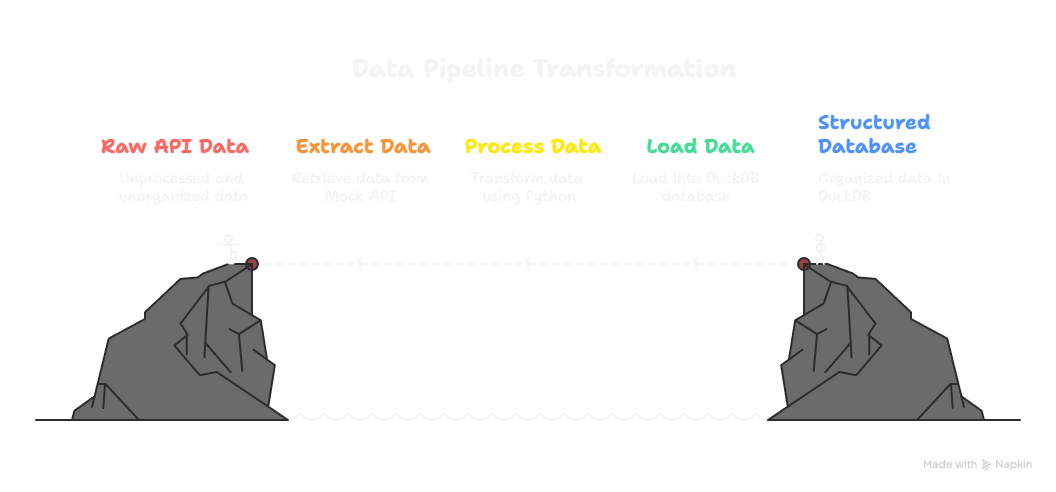 Data Pipeline Transformation
Raw API Data
Unprocessed and
unorganized data
Extract Data
Retrieve data from
Mock API
Process Data
Transform data
using Python
Load Data
Load into DuckDB
database
Structured
Database
Organized data in
DuckDB
Made with Napkin